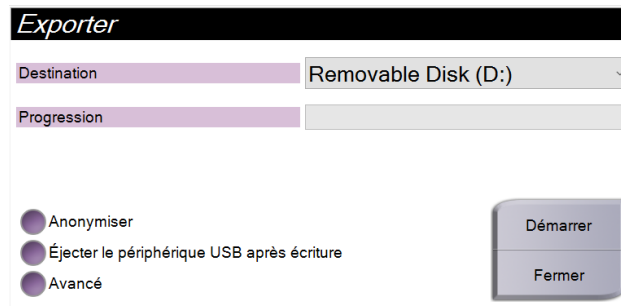 Exporter
Destination
Removable Disk (D:)
Progression
Anonymiser
Éjecter le périphérique USB après écriture
Avancé
Démarrer
Fermer